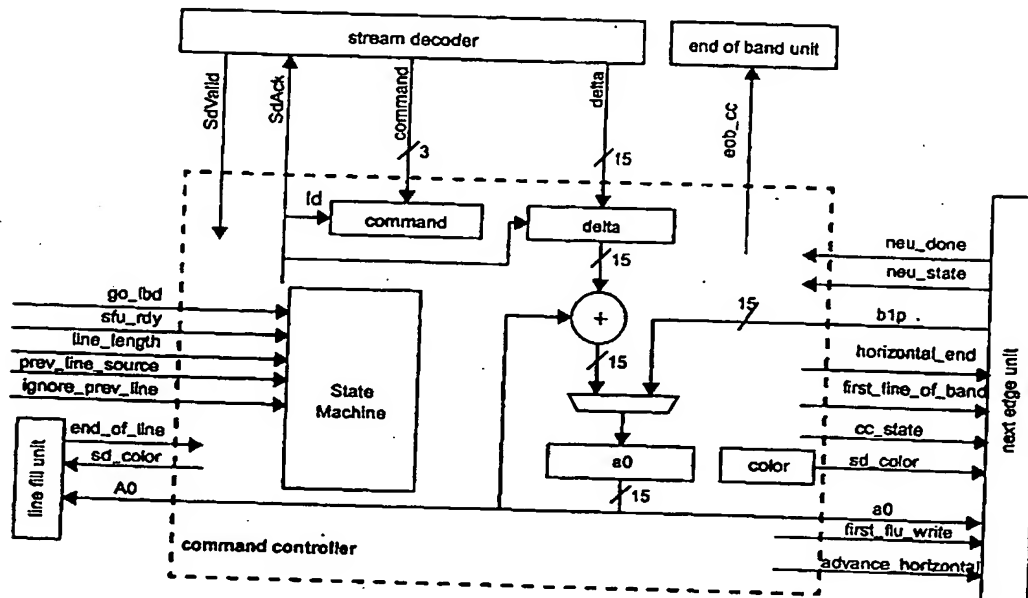 stream decoder
end of band unit
SdValid
SdAck
command
delta
eob_cc
3
15
fd
command
delta
15
neu_done
neu_state
go_fbd
sfu_rdy
line_length
prev_line_source
ignore_prev_line
State
Machine
+
15
15
b1p
horizontal_end
first_line_of_band
cc_state
sd_color
next edge unit
line fill unit
end_of_line
sd_color
A0
a0
color
15
a0
first_flu_write
advance_horizontal
command controller